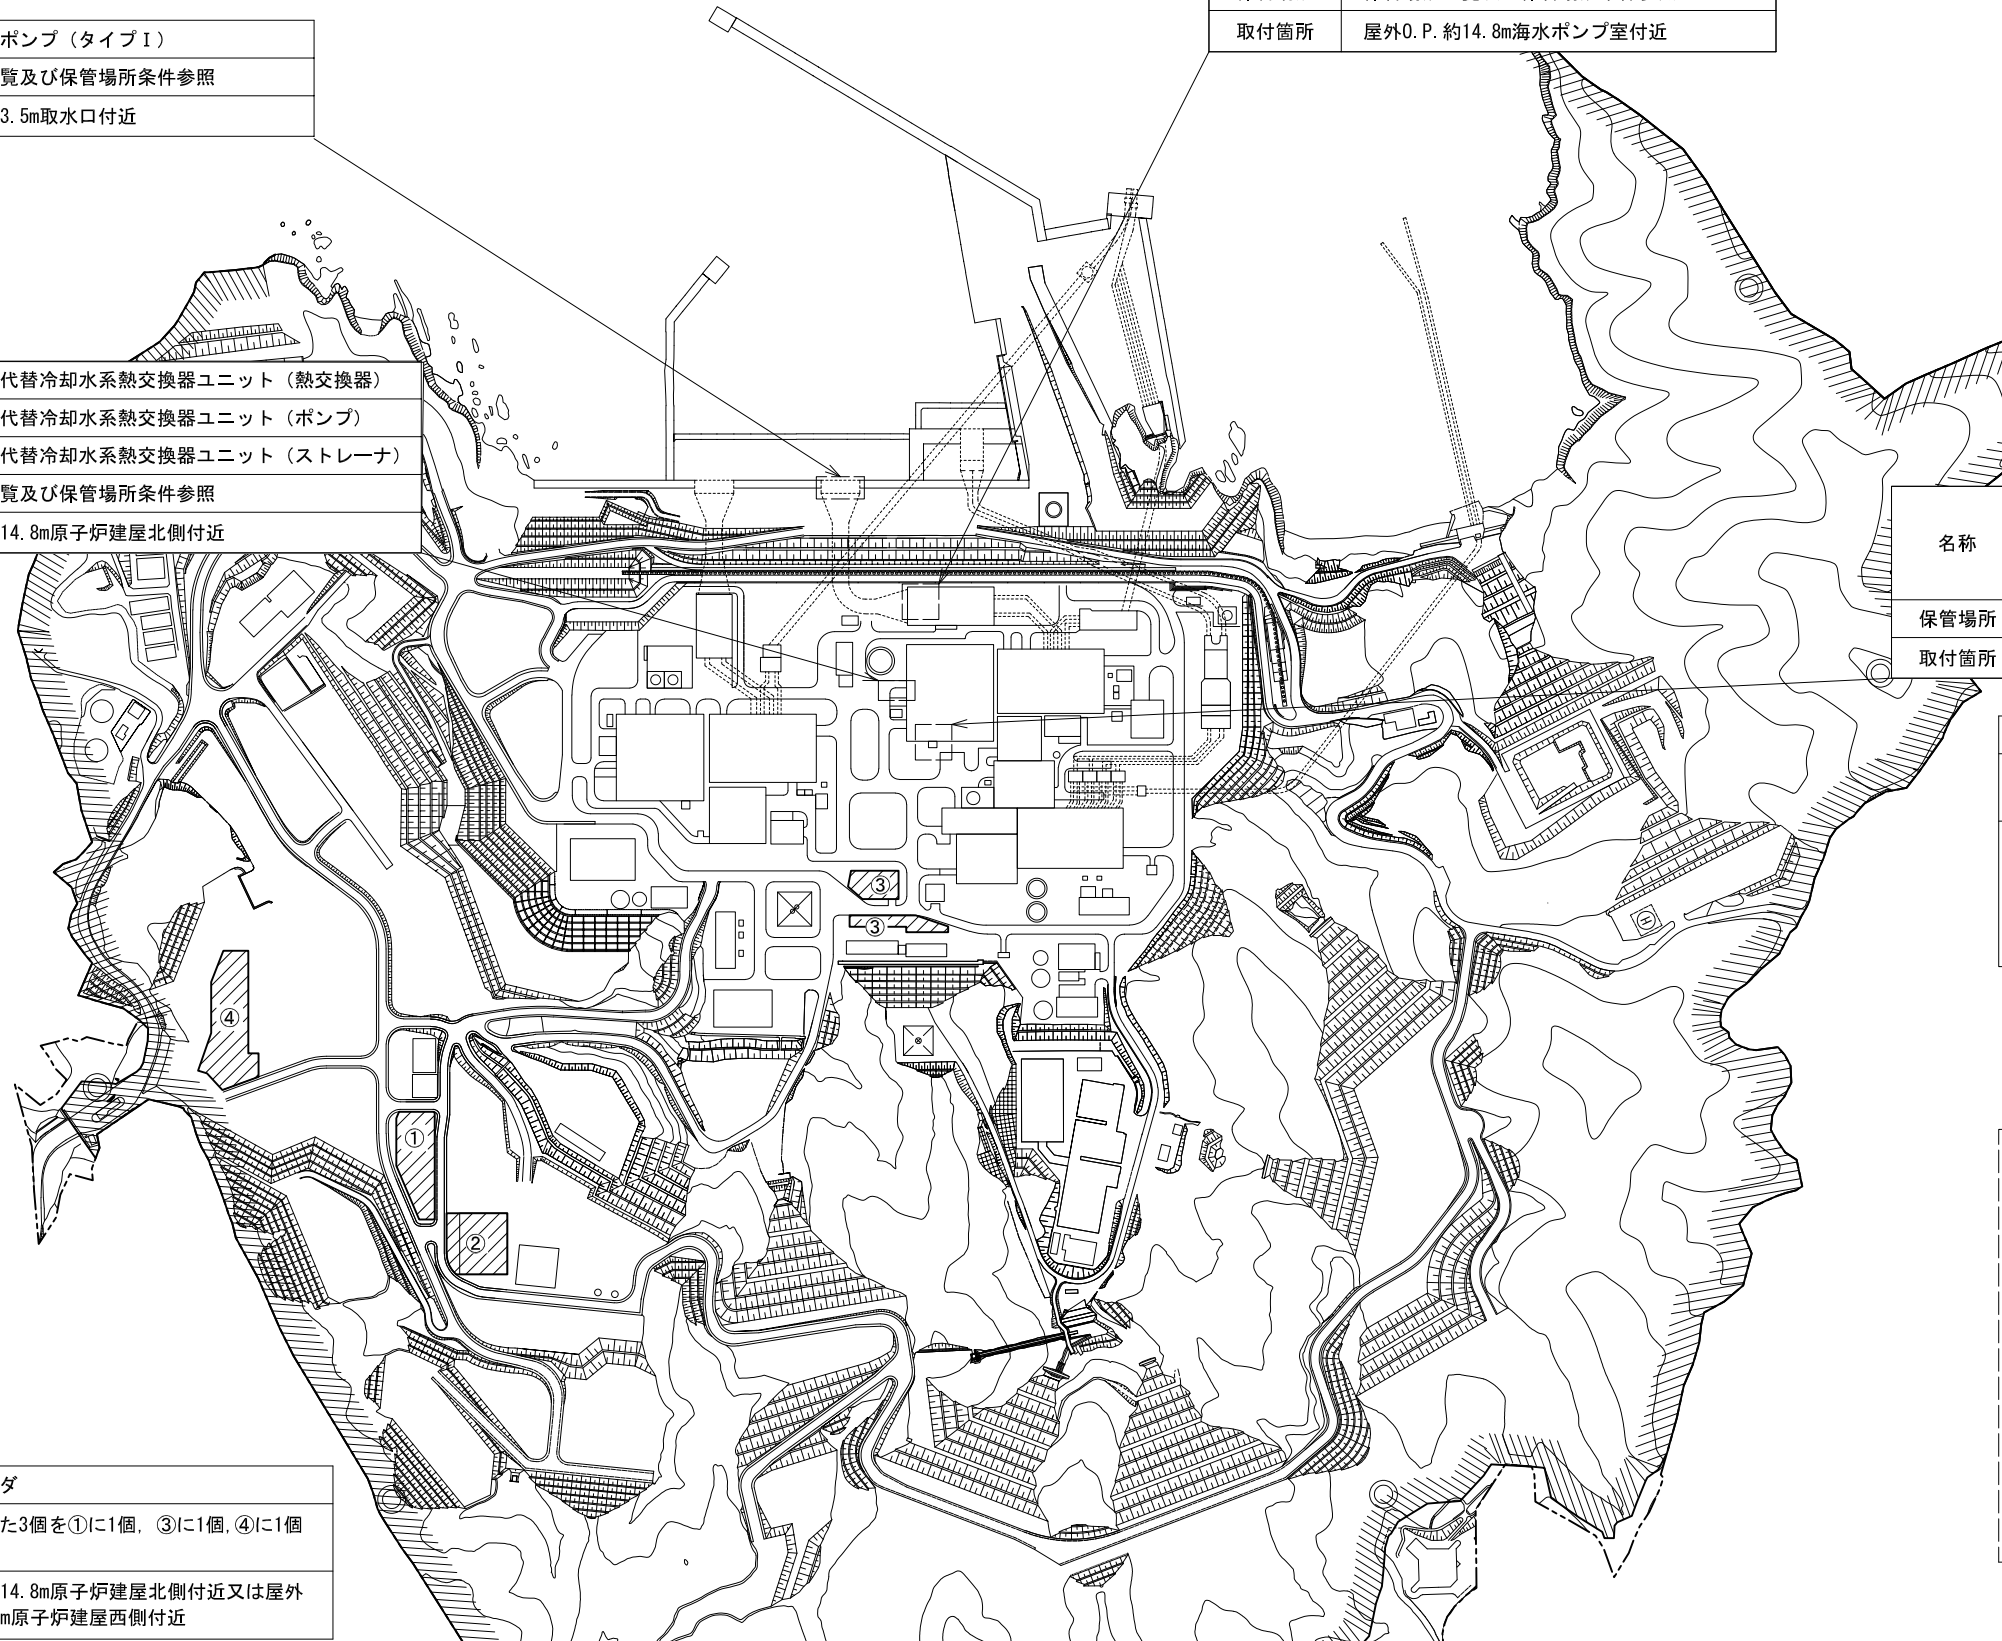 ポンプ（タイプⅠ）
覧及び保管場所条件参照
3.5m取水口付近
取付箇所 屋外O.P.約14.8m海水ポンプ室付近
代替冷却水系熱交換器ユニット（熱交換器）
代替冷却水系熱交換器ユニット（ポンプ）
代替冷却水系熱交換器ユニット（ストレーナ）
覧及び保管場所条件参照
14.8m原子炉建屋北側付近
名称
保管場所
取付箇所
③
③
④
①
②
ダ
た3個を①に1個，③に1個,④に1個
14.8m原子炉建屋北側付近又は屋外
m原子炉建屋西側付近